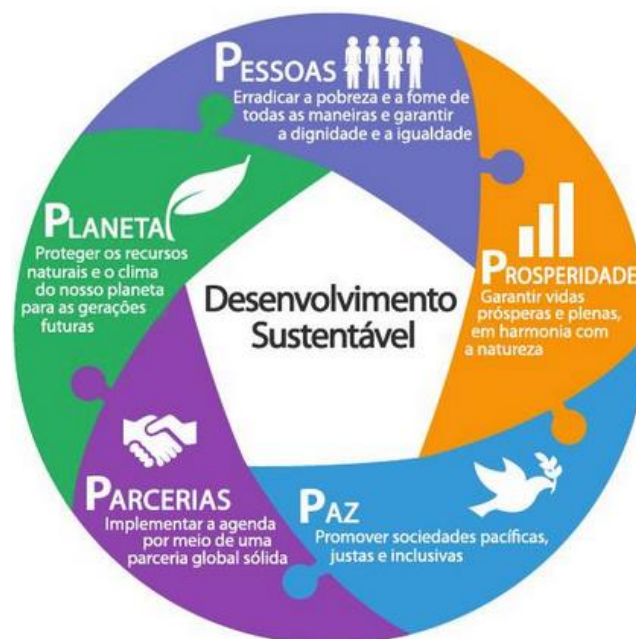 PESSOAS
Erradicar a pobreza e a fome de
todas as maneiras e garantir
a dignidade e a igualdade
PROSPERIDADE
Garantir vidas
prósperas e plenas,
em harmonia com
a natureza
PAZ
Promover sociedades pacíficas,
justas e inclusivas
PARCERIAS
Implementar a agenda
por meio de uma
parceria global sólida
PLANETA
Proteger os recursos
naturais e o clima
do nosso planeta
para as gerações
futuras
Desenvolvimento
Sustentável